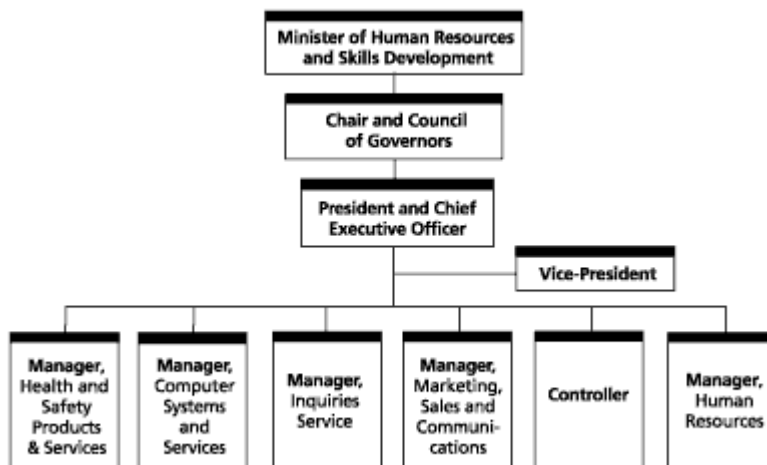 Minister of Human Resources
and Skills Development
Chair and Council
of Governors
President and Chief
Executive Officer
Vice-President
Manager,
Health and
Safety
Products
& Services
Manager,
Computer
Systems
and
Services
Manager,
Inquiries
Service
Manager,
Marketing,
Sales and
Communi-
cations
Controller
Manager,
Human
Resources